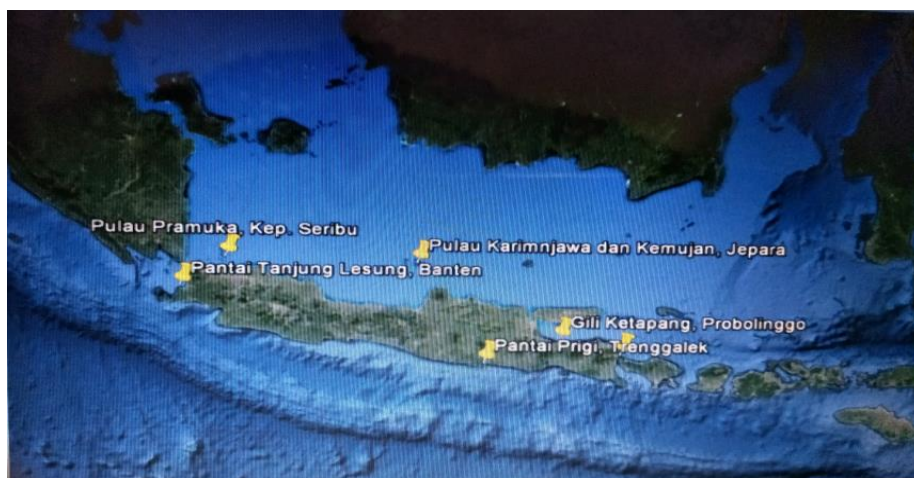 Pulau Pramuka, Kep. Seribu
Pulau Karimnjawa dan Kemujan, Jepara
Pantai Tanjung Lesung, Banten
Gili Ketapang, Probolinggo
Pantai Prigi, Trenggalek